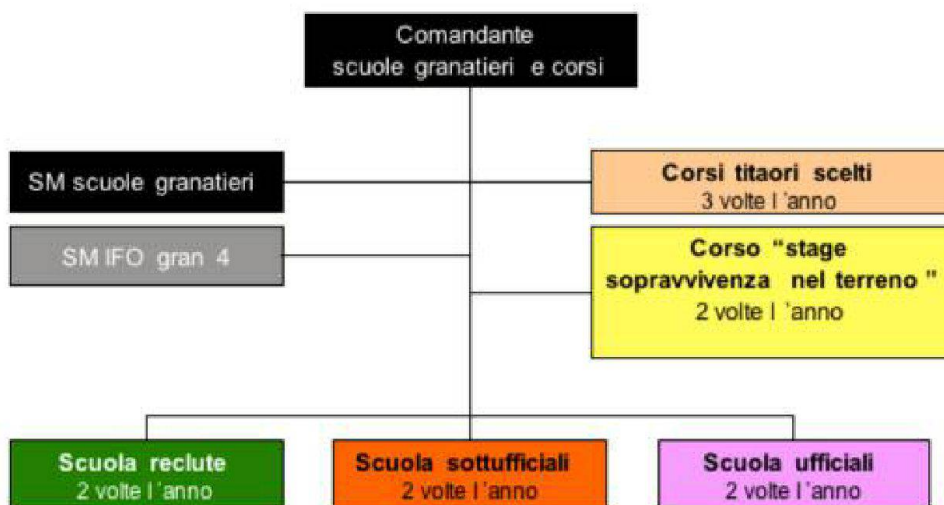 Comandante
scuole granatieri e corsi
SM scuole granatieri
Corsi titaori scelti
3 volte l'anno
SM IFO gran 4
Corso “stage
sopravvivenza nel terreno”
2 volte l'anno
Scuola reclute
2 volte l'anno
Scuola sottufficiali
2 volte l'anno
Scuola ufficiali
2 volte l'anno